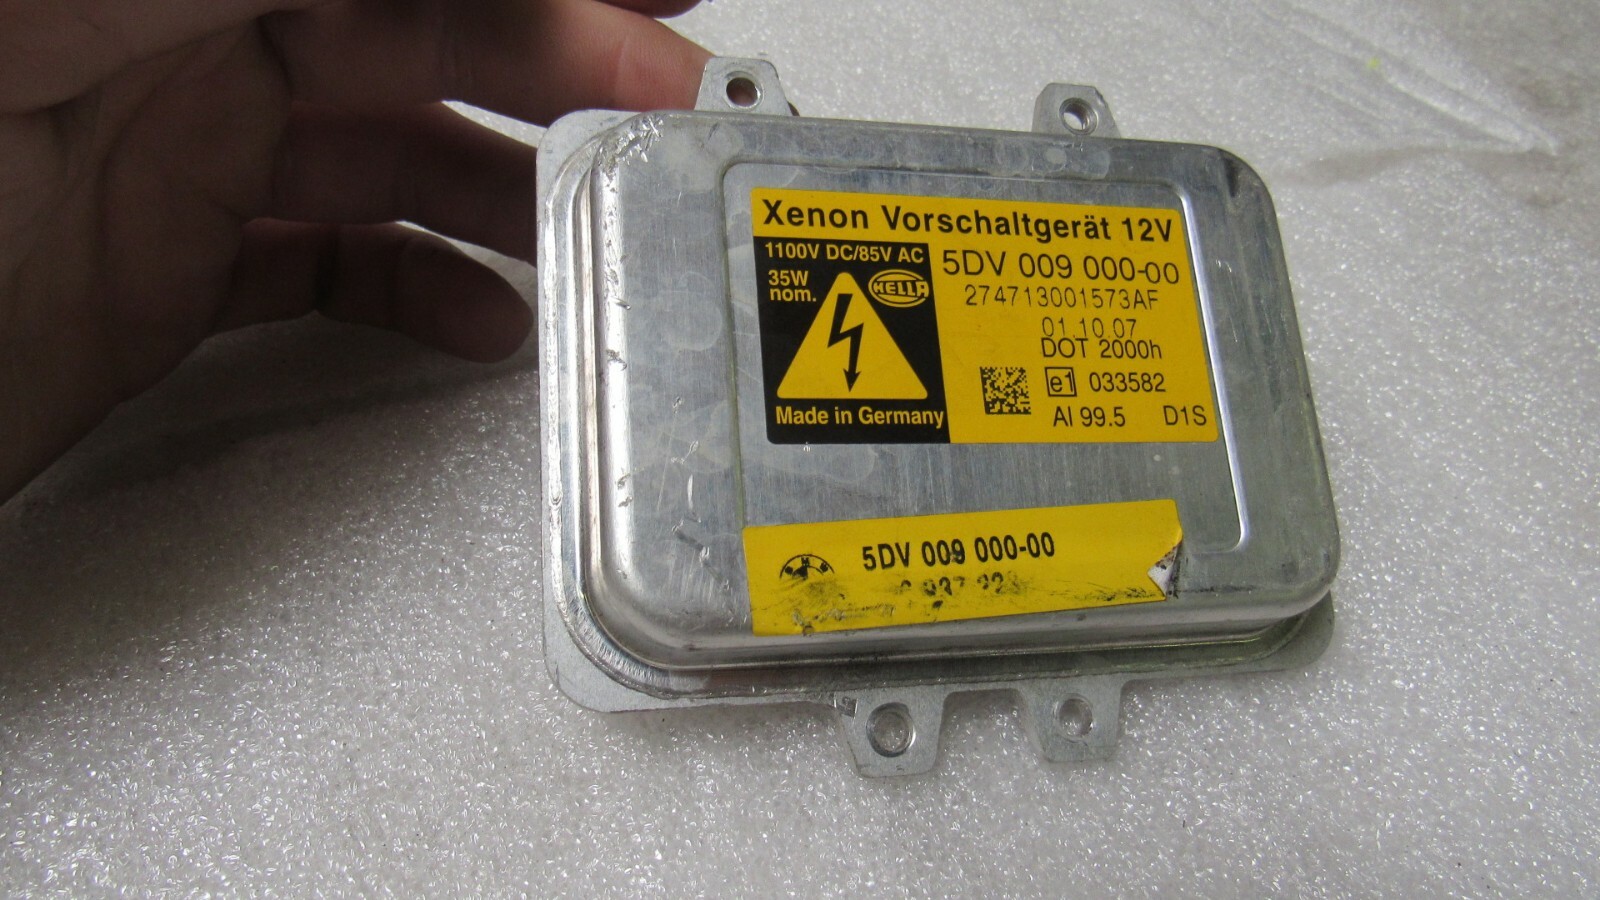 Xenon Vorschaltgerät 12V
1100V DC/85V AC
35W
nom.
HELLA
Made in Germany
5DV 009 000-00
274713001573AF
01.10.07
DOT 2000h
e1 033582
Al 99.5 D1S
5DV 009 000-00